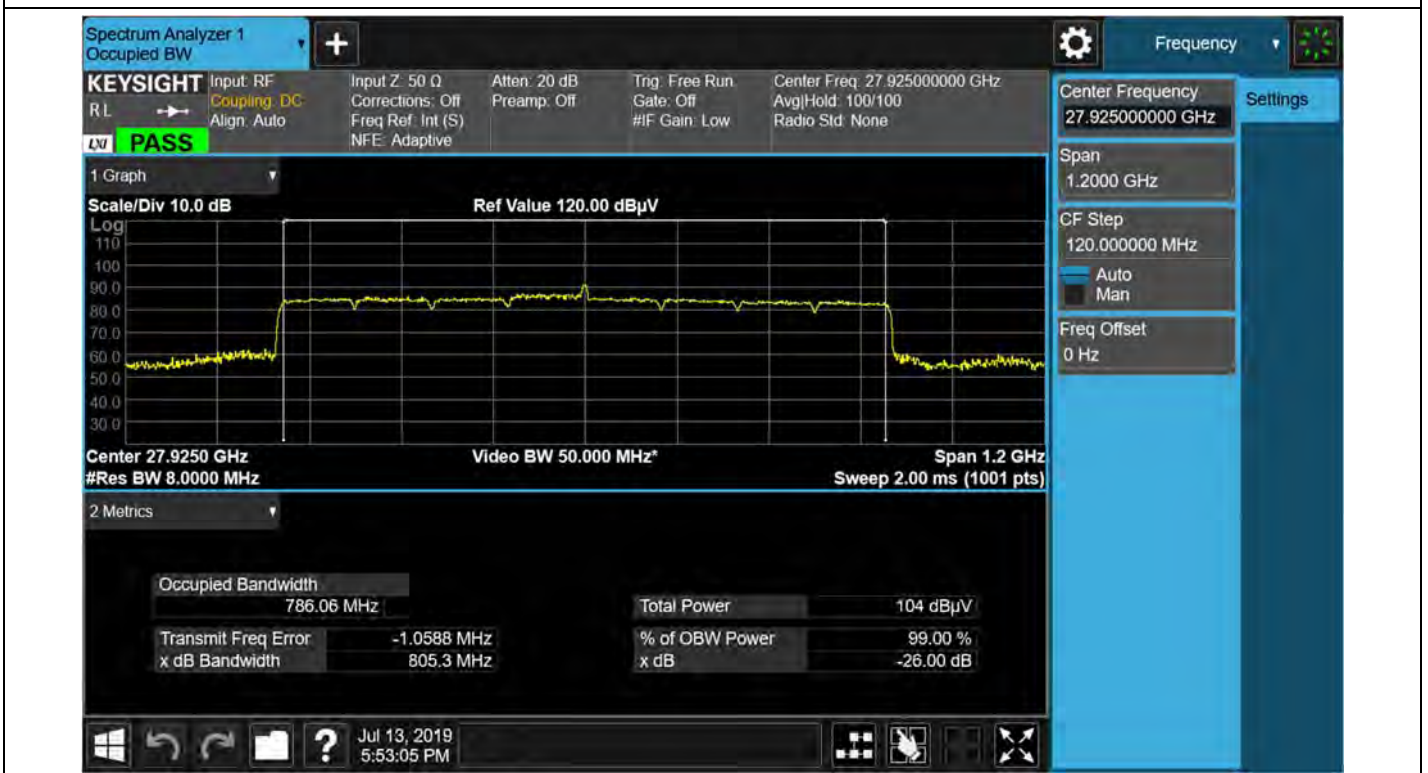 Spectrum Analyzer 1
Occupied BW
+
Frequency
KEYSIGHT
RL
LXI PASS
Input: RF
Coupling: DC
Align: Auto
Input Z: 50 Ω
Corrections: Off
Freq Ref: Int (S)
NFE: Adaptive
Atten: 20 dB
Preamp: Off
Trig: Free Run
Gate: Off
#IF Gain: Low
Center Freq: 27.925000000 GHz
Avg|Hold: 100/100
Radio Std: None
Center Frequency
27.925000000 GHz
Settings
Span
1.2000 GHz
CF Step
120.000000 MHz
Auto
Man
Freq Offset
0 Hz
1 Graph
Scale/Div 10.0 dB
Ref Value 120.00 dBµV
Log
110
100
90.0
80.0
70.0
60.0
50.0
40.0
30.0
Center 27.9250 GHz
Video BW 50.000 MHz*
Span 1.2 GHz
#Res BW 8.0000 MHz
Sweep 2.00 ms (1001 pts)
2 Metrics
Occupied Bandwidth
786.06 MHz
Total Power 104 dBµV
Transmit Freq Error -1.0588 MHz
% of OBW Power 99.00 %
x dB Bandwidth 805.3 MHz
x dB -26.00 dB
?
Jul 13, 2019
5:53:05 PM